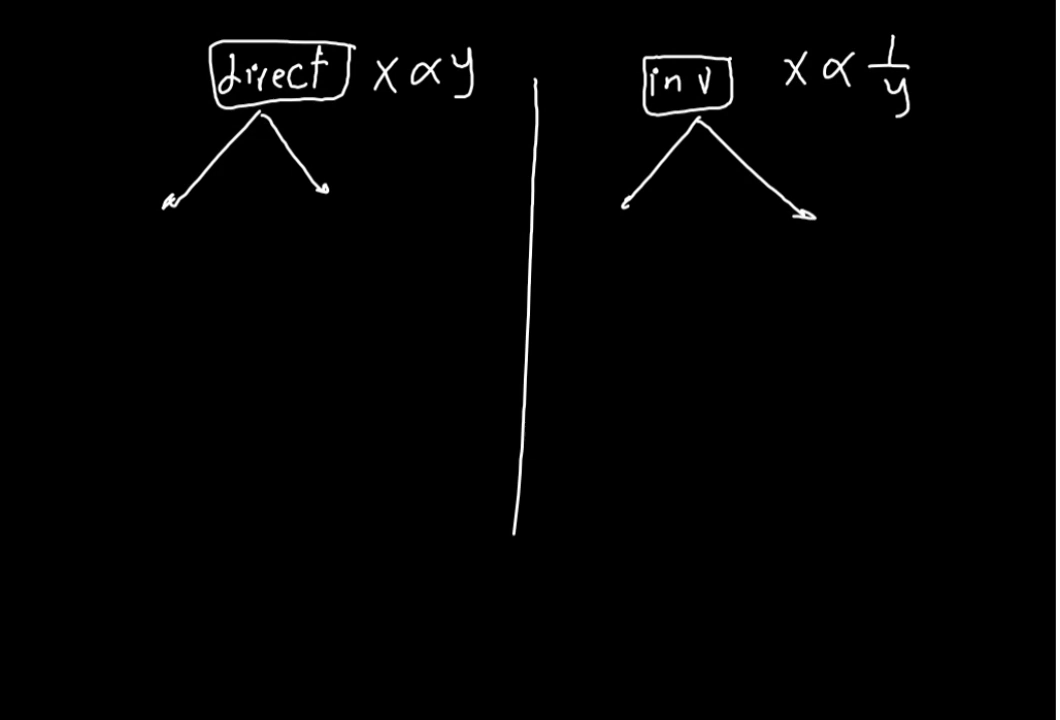 direct x ∝ y
inv x ∝ 1/y